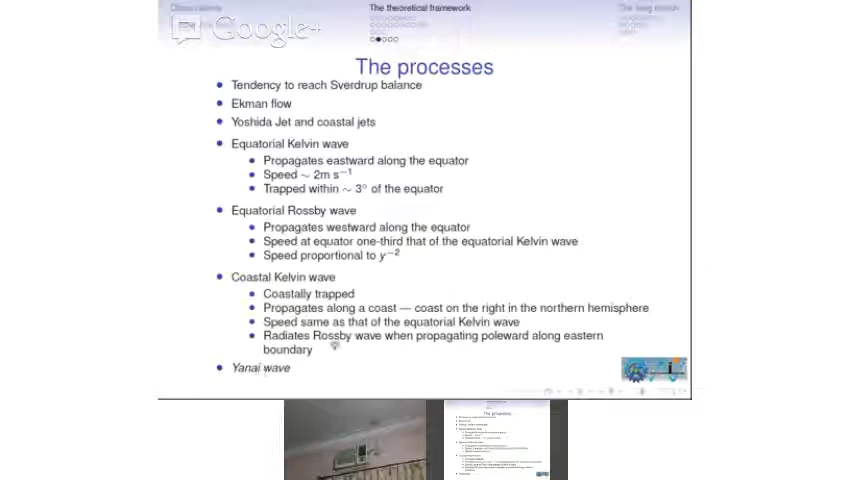 The theoretical framework
Google+
The processes
• Tendency to reach Sverdrup balance
• Ekman flow
• Yoshida Jet and coastal jets
• Equatorial Kelvin wave
• Propagates eastward along the equator
• Speed ∼ 2m s⁻¹
• Trapped within ∼ 3° of the equator
• Equatorial Rossby wave
• Propagates westward along the equator
• Speed at equator one-third that of the equatorial Kelvin wave
• Speed proportional to y⁻²
• Coastal Kelvin wave
• Coastally trapped
• Propagates along a coast — coast on the right in the northern hemisphere
• Speed same as that of the equatorial Kelvin wave
• Radiates Rossby wave when propagating poleward along eastern
boundary
• Yanai wave
The processes